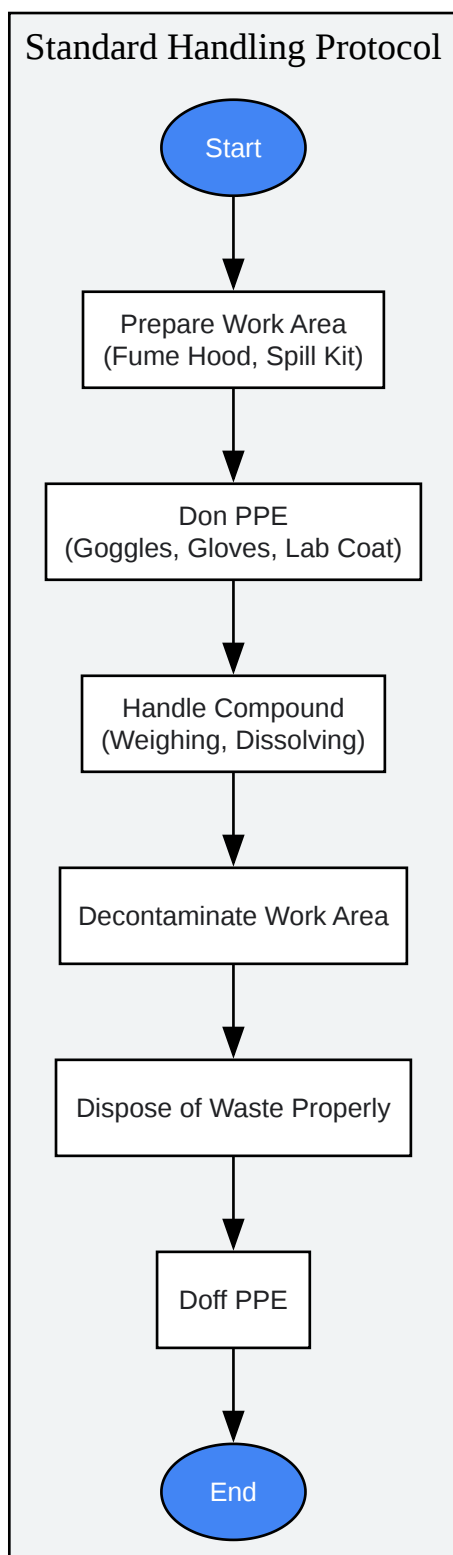 Standard Handling Protocol
Start
Prepare Work Area
(Fume Hood, Spill Kit)
Don PPE
(Goggles, Gloves, Lab Coat)
Handle Compound
(Weighing, Dissolving)
Decontaminate Work Area
Dispose of Waste Properly
Doff PPE
End